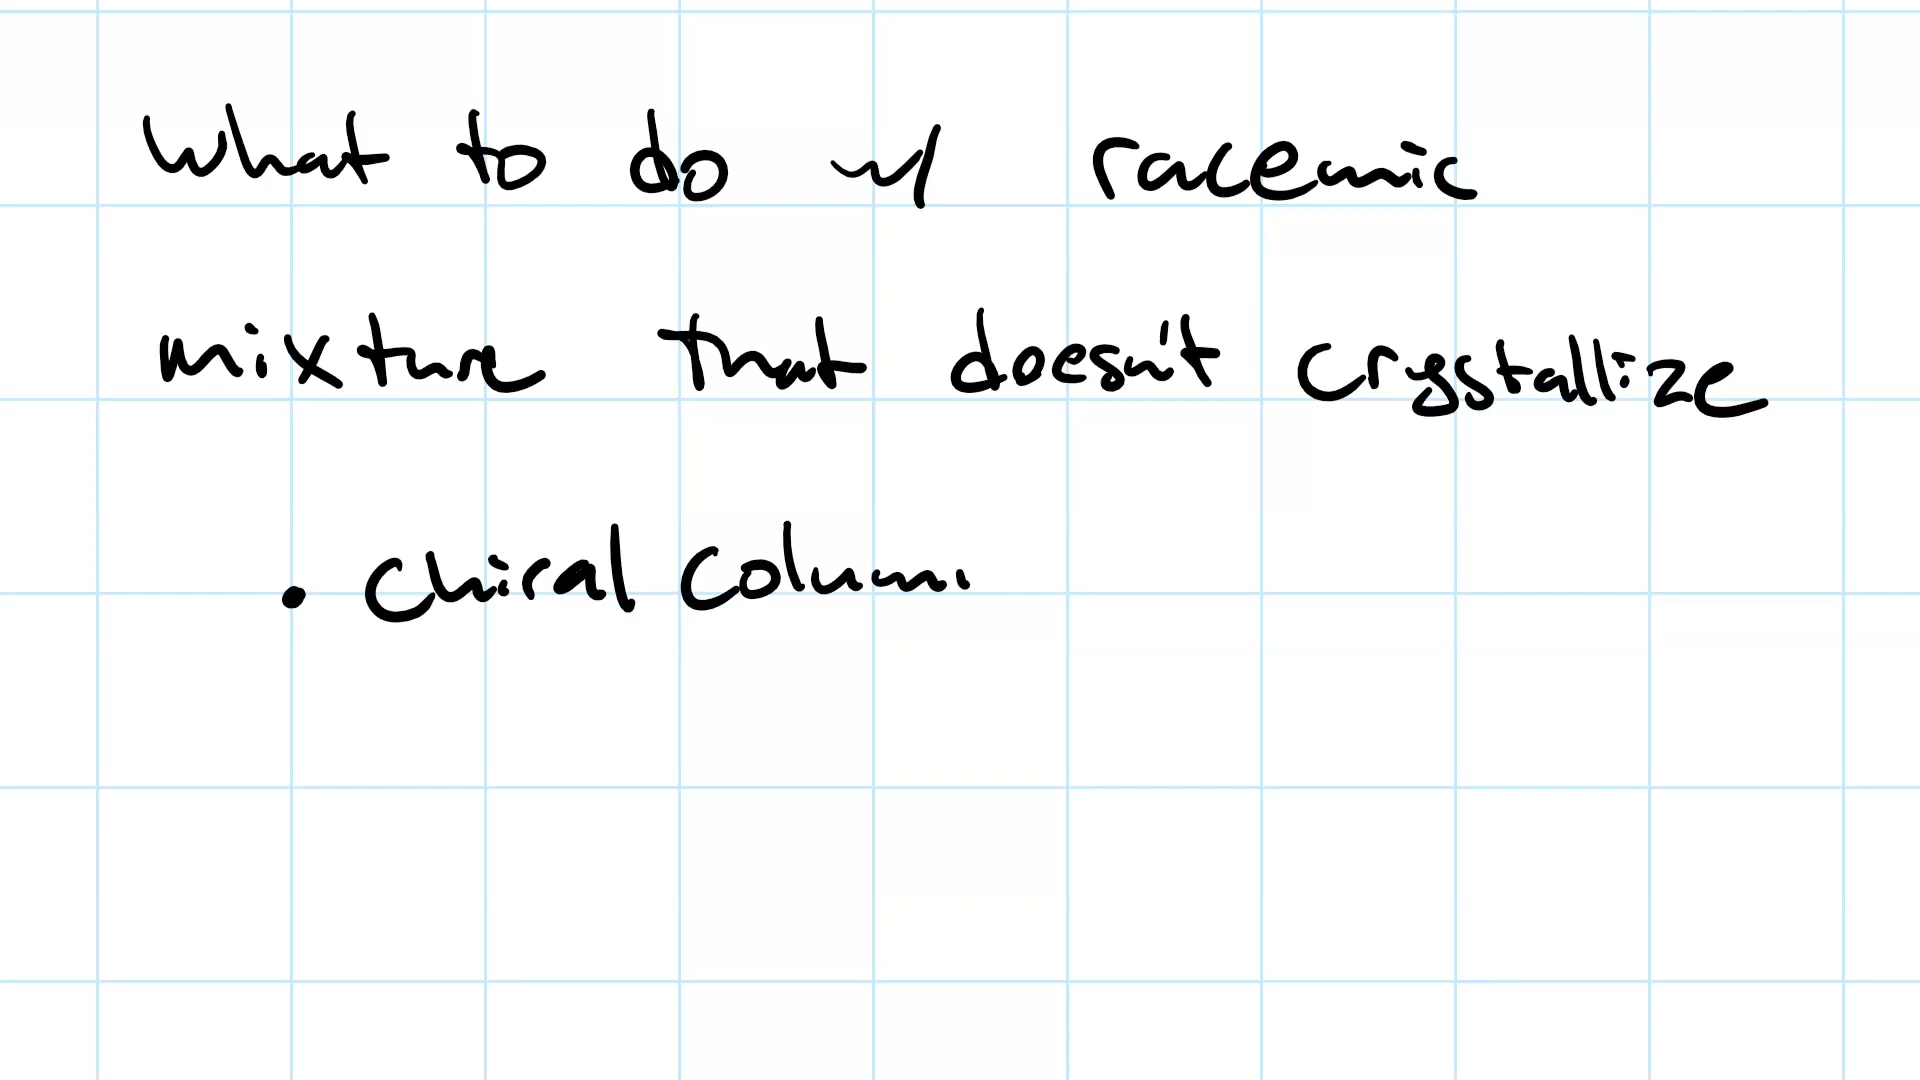 What to do w/ racemic
mixture that doesn't crystallize
• Chiral Column